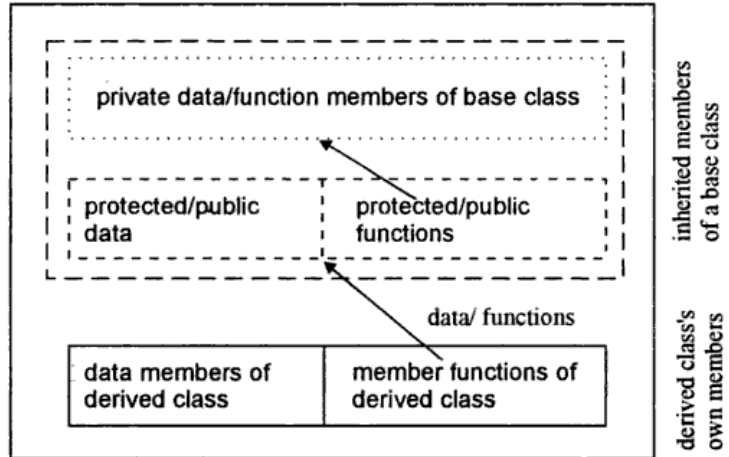 private data/function members of base class
protected/public
data
protected/public
functions
data/ functions
data members of
derived class
member functions of
derived class
inherited members
of a base class
derived class's
own members